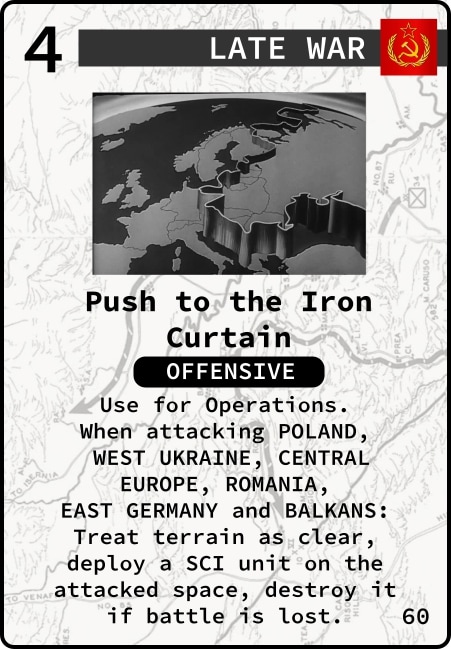 4 LATE WAR
Push to the Iron
Curtain
OFFENSIVE
Use for Operations.
When attacking POLAND,
WEST UKRAINE, CENTRAL
EUROPE, ROMANIA,
EAST GERMANY and BALKANS:
Treat terrain as clear,
deploy a SCI unit on the
attacked space, destroy it
if battle is lost. 60